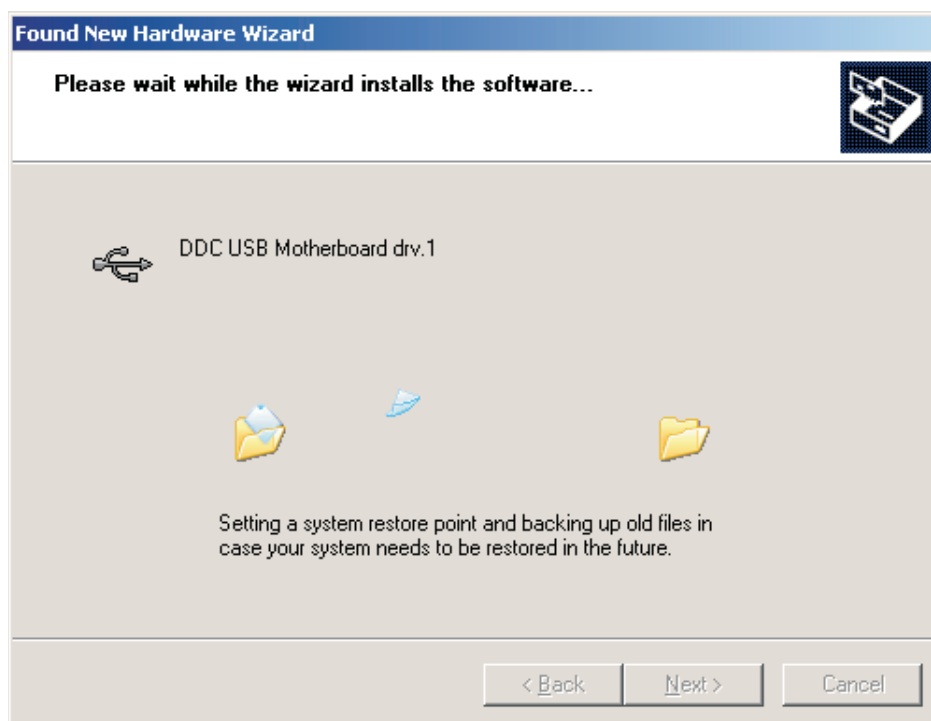 Found New Hardware Wizard
Please wait while the wizard installs the software...
DDC USB Motherboard drv.1
Setting a system restore point and backing up old files in
case your system needs to be restored in the future.
< Back Next > Cancel